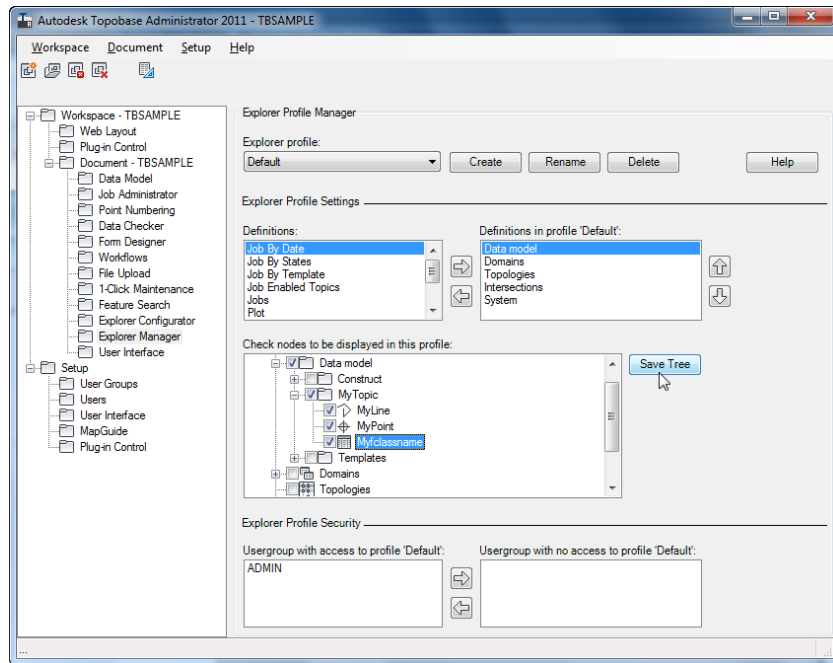 Autodesk Topobase Administrator 2011 - TBSAMPLE
Workspace Document Setup Help
Workspace - TBSAMPLE
Web Layout
Plug-in Control
Document - TBSAMPLE
Data Model
Job Administrator
Point Numbering
Data Checker
Form Designer
Workflows
File Upload
1-Click Maintenance
Feature Search
Explorer Configurator
Explorer Manager
User Interface
Setup
User Groups
Users
User Interface
MapGuide
Plug-in Control
Explorer Profile Manager
Explorer profile:
Default Create Rename Delete Help
Explorer Profile Settings
Definitions:
Job By Date
Job By States
Job By Template
Job Enabled Topics
Jobs
Plot
Definitions in profile 'Default':
Data model
Domains
Topologies
Intersections
System
Check nodes to be displayed in this profile:
Data model
Construct
MyTopic
MyLine
MyPoint
Myfclassname
Templates
Domains
Topologies
Save Tree
Explorer Profile Security
Usergroup with access to profile 'Default':
ADMIN
Usergroup with no access to profile 'Default':
...